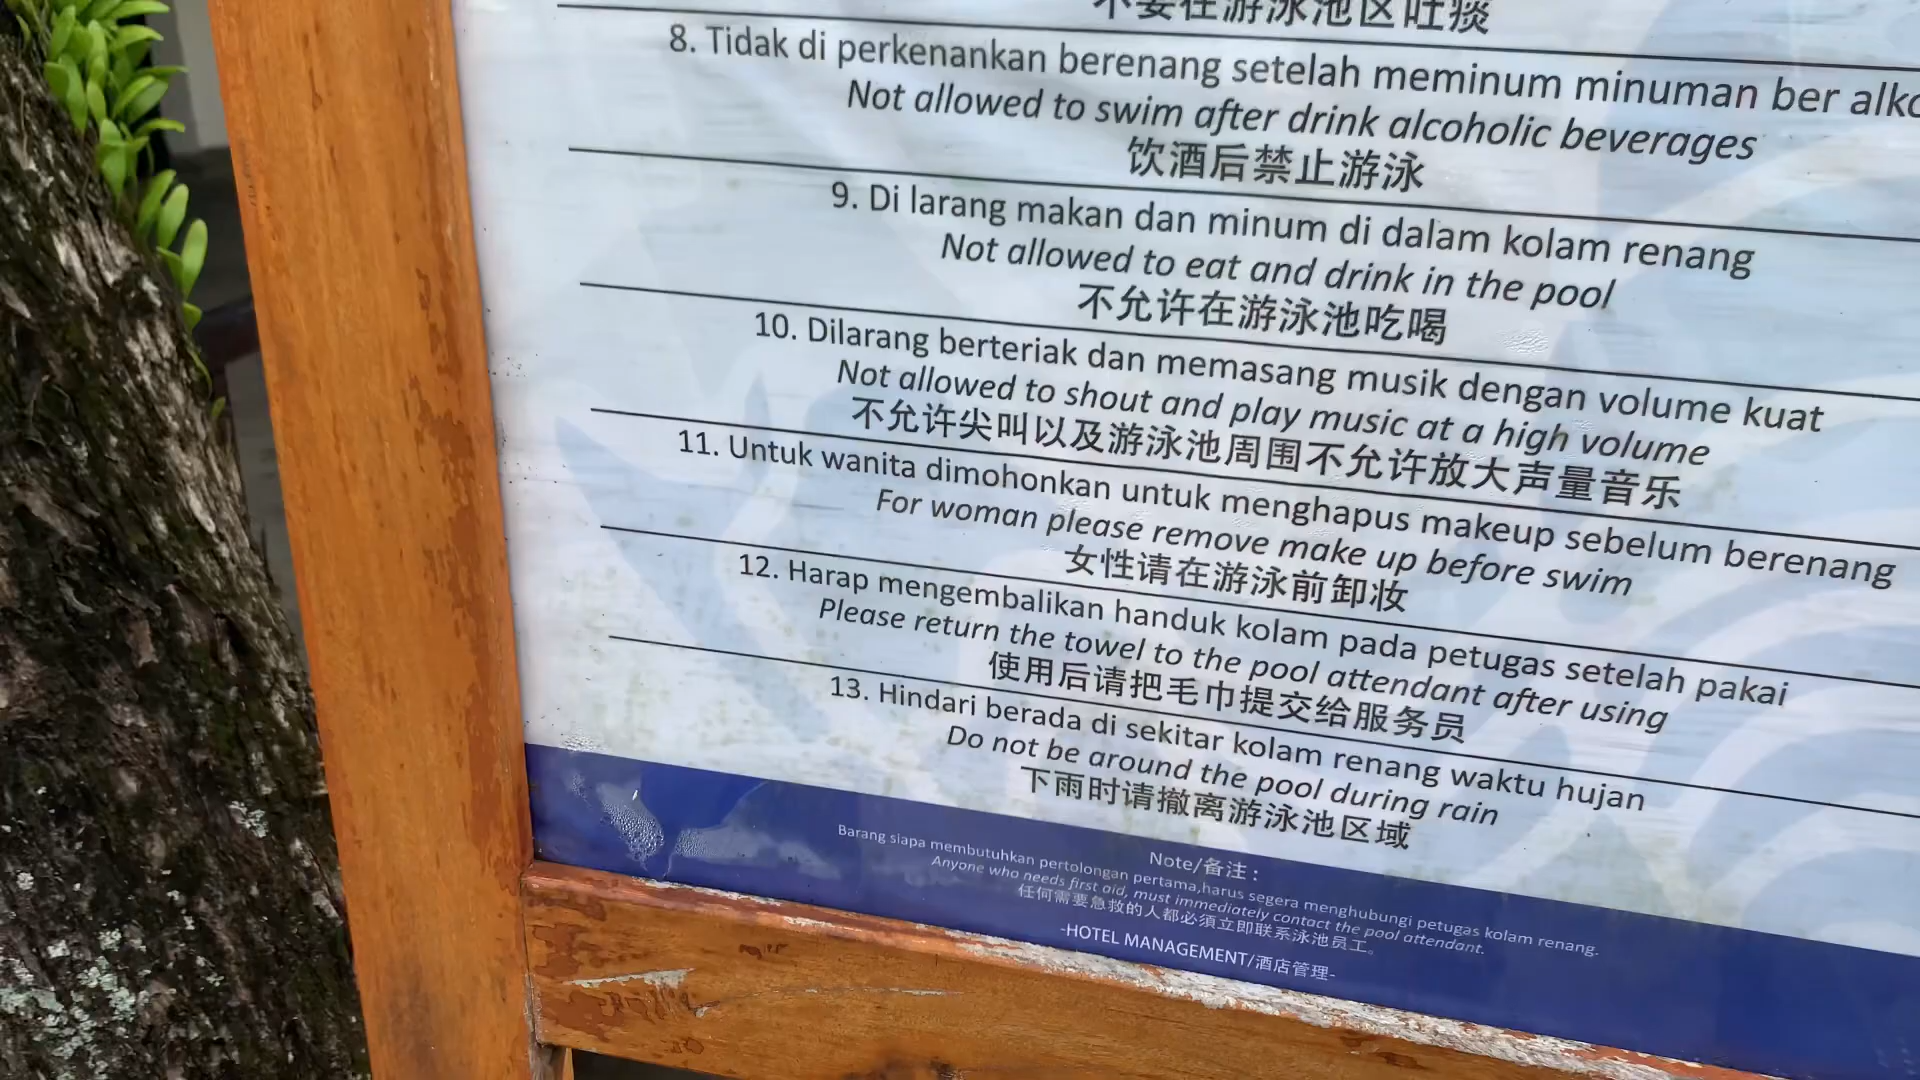 不要在游泳池区吐痰
8. Tidak di perkenankan berenang setelah meminum minuman ber
Not allowed to swim after drink alcoholic beverages
饮酒后禁止游泳
9. Di larang makan dan minum di dalam kolam renang
Not allowed to eat and drink in the pool
不允许在游泳池吃喝
10. Dilarang berteriak dan memasang musik dengan volume kuat
Not allowed to shout and play music at a high volume
不允许尖叫以及游泳池周围不允许放大声量音乐
11. Untuk wanita dimohonkan untuk menghapus makeup sebelum berenang
For woman please remove make up before swim
女性请在游泳前卸妆
12. Harap mengembalikan handuk kolam pada petugas setelah pakai
Please return the towel to the pool attendant after using
使用后请把毛巾提交给服务员
13. Hindari berada di sekitar kolam renang waktu hujan
Do not be around the pool during rain
下雨时请撤离游泳池区域
Note/备注 :
Barang siapa membutuhkan pertolongan pertama,harus segera menghubungi petugas kolam renang.
Anyone who needs first aid, must immediately contact the pool attendant.
任何需要急救的人都必须立即联系泳池员工。
-HOTEL MANAGEMENT/酒店管理-